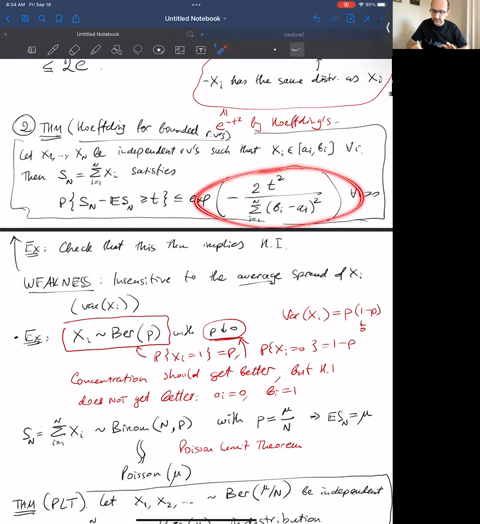 8:34 AM Fri Sep 16
95%
Untitled Notebook
Untitled Notebook
Lecture7
≤ 2e
-Xi has the same distr. as Xi
e^-t² by Hoeffding's
② THM (Hoeffding for bounded r.v's)
Let X1, ..., XN be independent r.v's such that Xi ∈ [ai, bi] ∀i.
Then SN = Σ_{i=1}^N Xi satisfies
P{SN - ESN ≥ t} ≤ exp(- 2t² / Σ_{i=1}^N (bi - ai)²) ∀t>0
Ex: Check that this thm implies H.I.
WEAKNESS: Insensitive to the average spread of Xi
(var(Xi))
• Ex: Xi ~ Ber(p) with p↓0 Var(Xi) = p(1-p)
P{Xi=1} = p, P{Xi=0} = 1-p
Concentration should get better, but H.I
does not get better: ai=0, bi=1
SN = Σ_{i=1}^N Xi ~ Binom(N, p) with p = μ/N ⇒ ESN = μ
Poisson Limit Theorem
Poisson(μ)
THM (PLT) Let X1, X2, ... ~ Ber(μ/N) be independent